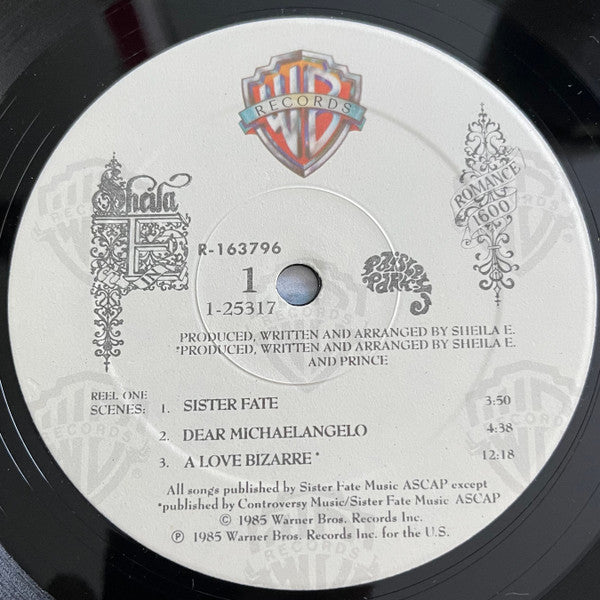 WB
RECORDS
Sheila
E
ROMANCE
1600
R-163796
1
1-25317
Paisley
Park
PRODUCED, WRITTEN AND ARRANGED BY SHEILA E.
*PRODUCED, WRITTEN AND ARRANGED BY SHEILA E.
AND PRINCE
REEL ONE
SCENES: 1. SISTER FATE 3:50
2. DEAR MICHAELANGELO 4:38
3. A LOVE BIZARRE* 12:18
All songs published by Sister Fate Music ASCAP except
*published by Controversy Music/Sister Fate Music ASCAP
© 1985 Warner Bros. Records Inc.
℗ 1985 Warner Bros. Records Inc. for the U.S.